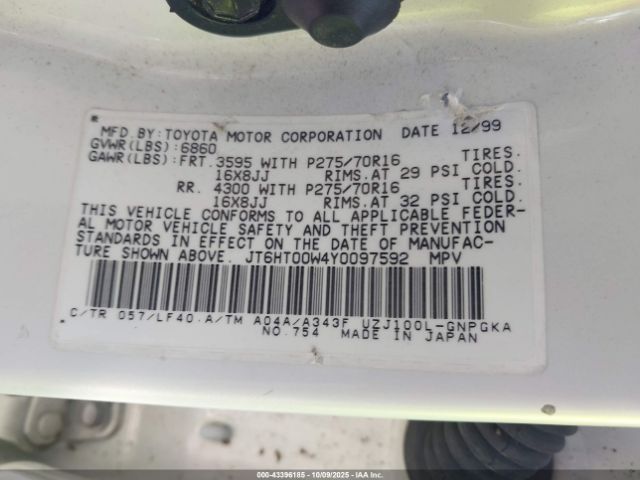 MFD. BY: TOYOTA MOTOR CORPORATION DATE 12/99
GVWR(LBS): 6860
GAWR(LBS): FRT. 3595 WITH P275/70R16 TIRES.
16X8JJ RIMS.AT 29 PSI COLD.
RR. 4300 WITH P275/70R16 TIRES.
16X8JJ RIMS.AT 32 PSI COLD.
THIS VEHICLE CONFORMS TO ALL APPLICABLE FEDER-
AL MOTOR VEHICLE SAFETY AND THEFT PREVENTION
STANDARDS IN EFFECT ON THE DATE OF MANUFAC-
TURE SHOWN ABOVE. JT6HT00W4Y0097592 MPV
C/TR 057/LF40 A/TM A04A/A343F UZJ100L-GNPGKA
NO.754 MADE IN JAPAN
000-43396185 | 10/09/2025 | IAA Inc.